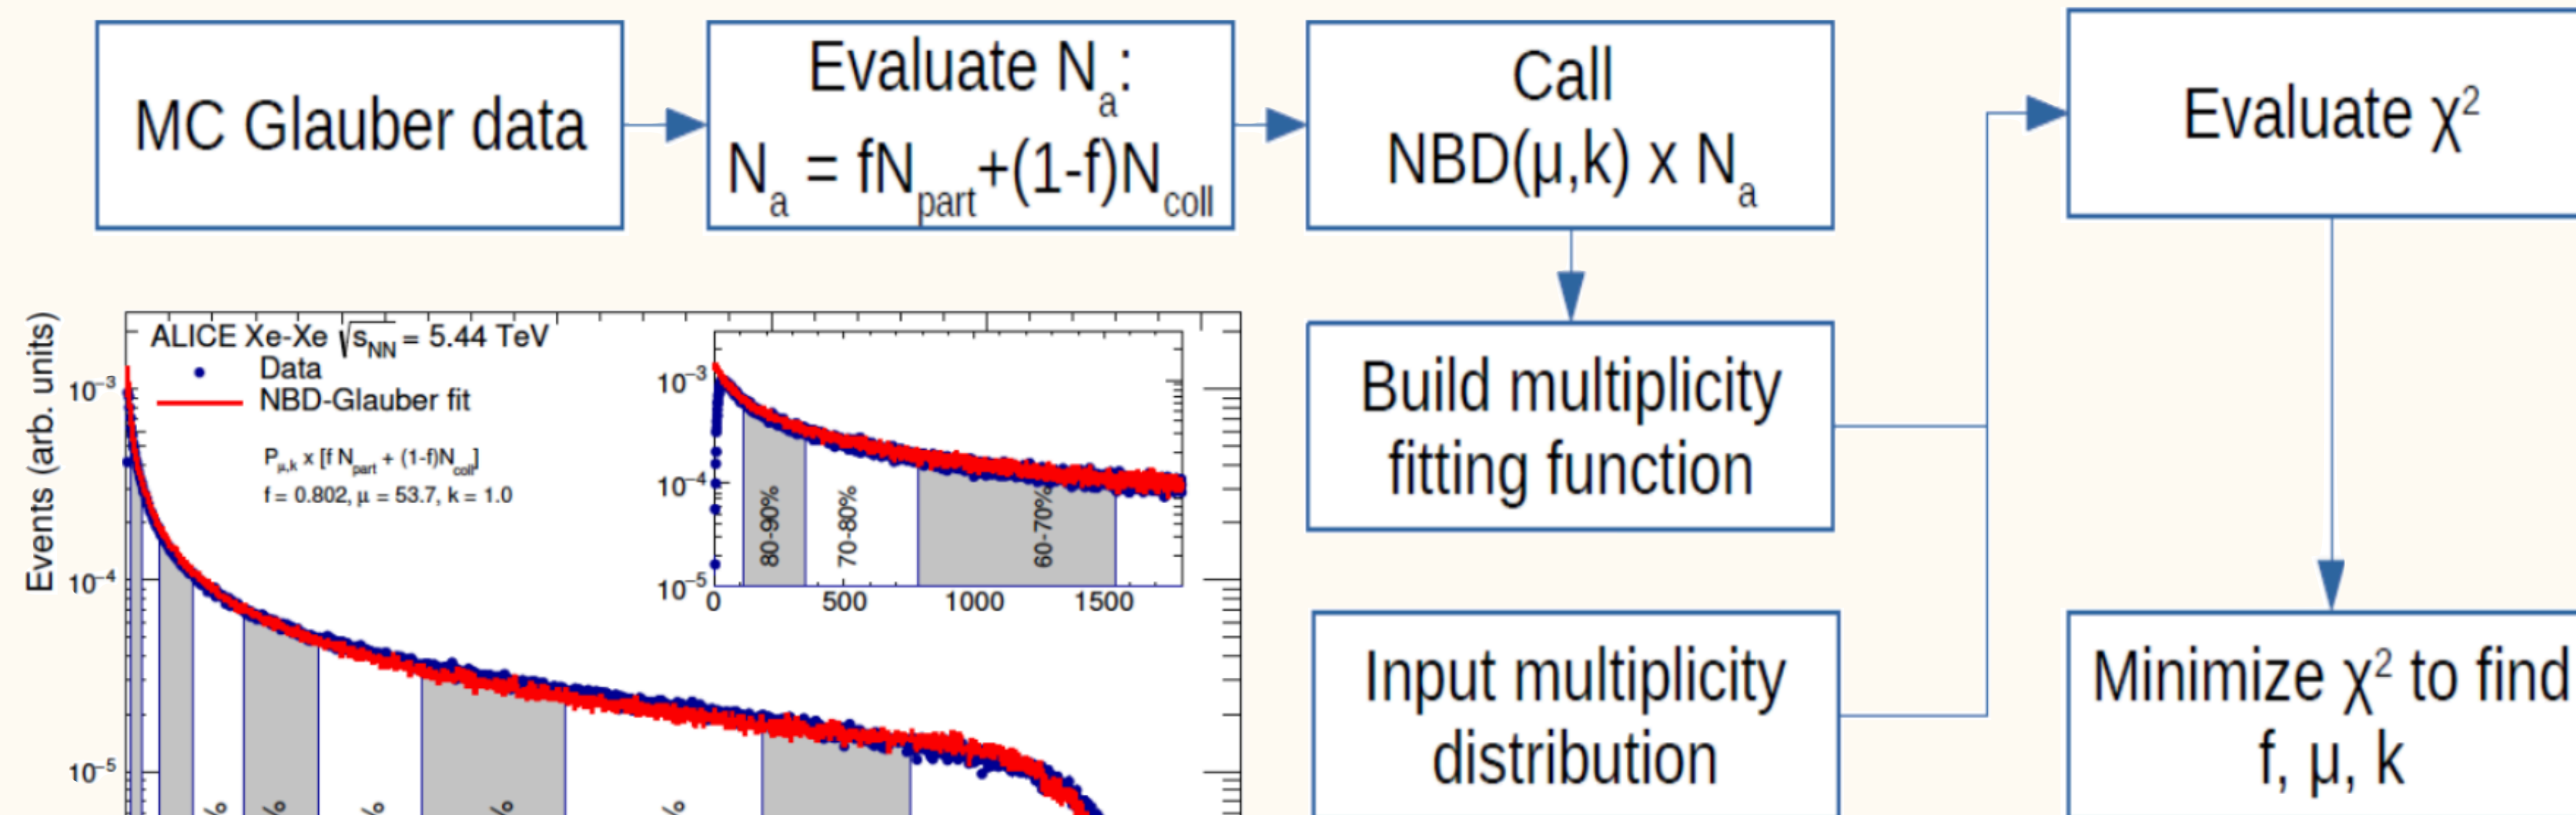 MC Glauber data
Evaluate Nₐ:
Nₐ = fN_part+(1-f)N_coll
Call
NBD(μ,k) x Nₐ
Evaluate χ²
Build multiplicity
fitting function
Input multiplicity
distribution
Minimize χ² to find
f, μ, k
Events (arb. units)
ALICE Xe-Xe √s_NN = 5.44 TeV
Data
NBD-Glauber fit
P_μ,k x [f N_part + (1-f)N_coll]
f = 0.802, μ = 53.7, k = 1.0
10⁻³
10⁻⁴
10⁻⁵
10⁻³
10⁻⁴
10⁻⁵
80-90%
70-80%
60-70%
0 500 1000 1500